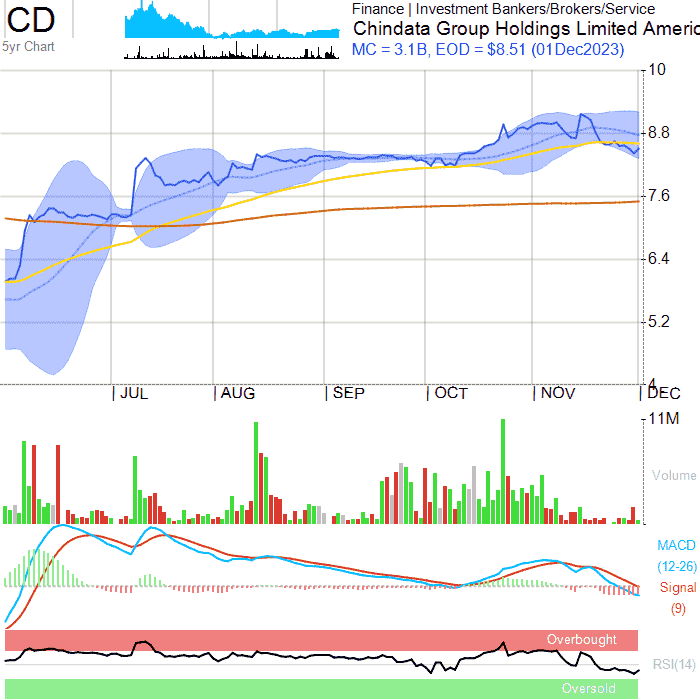 CD
5yr Chart
Finance | Investment Bankers/Brokers/Service
Chindata Group Holdings Limited Americ
MC = 3.1B, EOD = $8.51 (01Dec2023)
10
8.8
7.6
6.4
5.2
4
| JUL | AUG | SEP | OCT | NOV | DEC
11M
Volume
MACD
(12-26)
Signal
(9)
Overbought
RSI(14)
Oversold